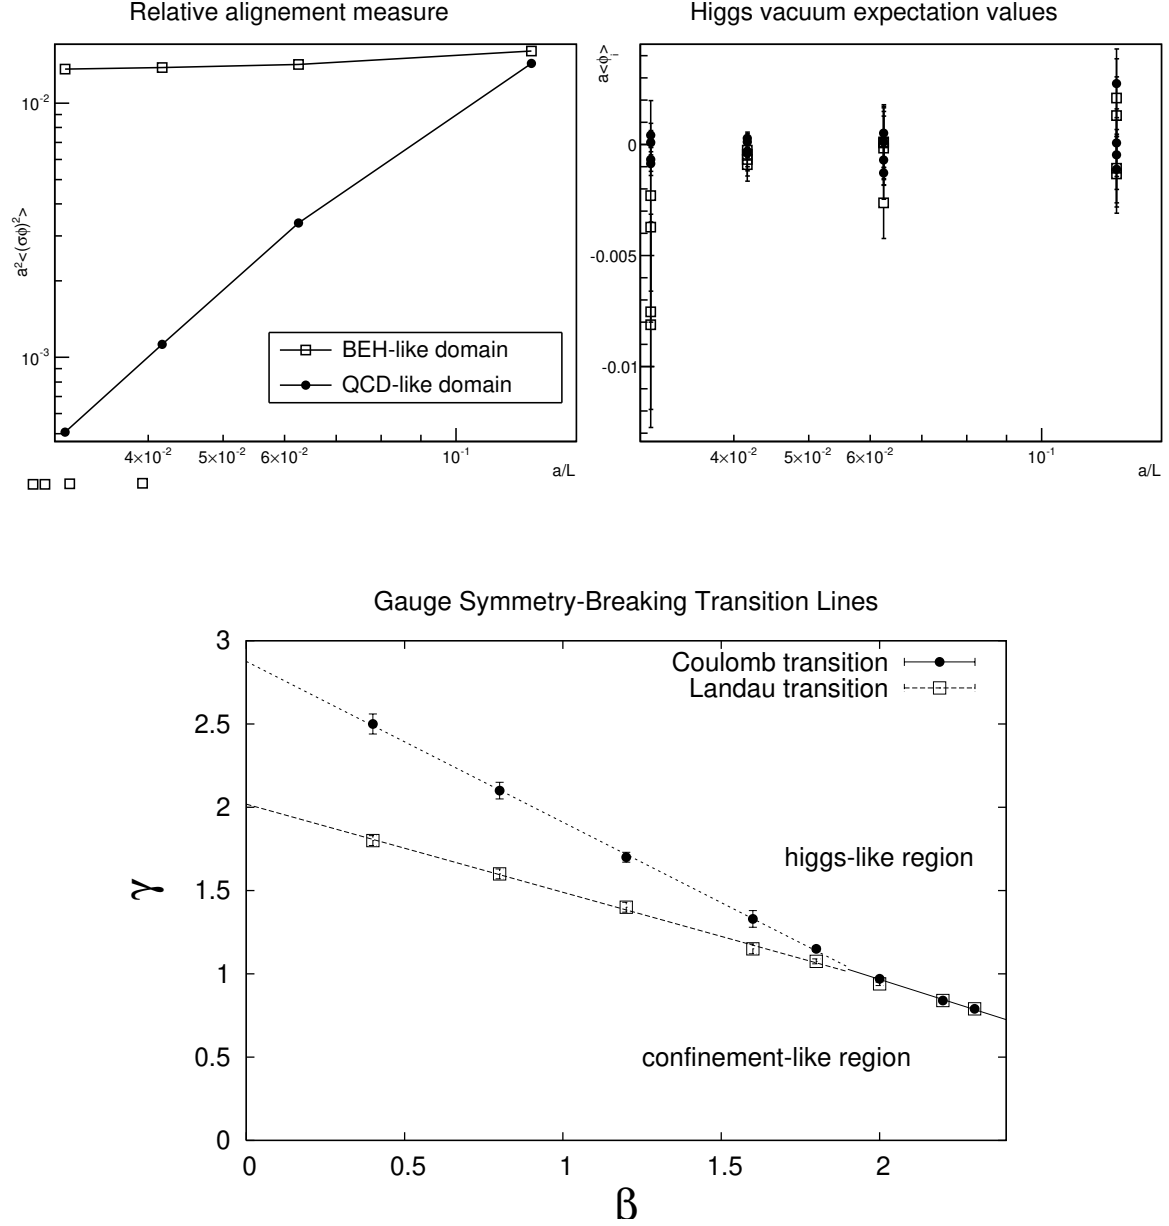 Relative alignement measure
a²<(σϕ)²>
10⁻²
10⁻³
BEH-like domain
QCD-like domain
4×10⁻² 5×10⁻² 6×10⁻² 10⁻¹
a/L
Higgs vacuum expectation values
0
-0.005
-0.01
4×10⁻² 5×10⁻² 6×10⁻² 10⁻¹
a/L
Gauge Symmetry-Breaking Transition Lines
γ
3
2.5
2
1.5
1
0.5
0
Coulomb transition
Landau transition
higgs-like region
confinement-like region
0 0.5 1 1.5 2
β